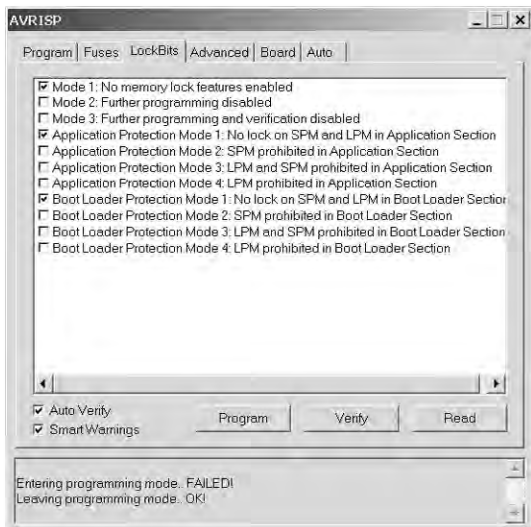 AVRISP
Program Fuses LockBits Advanced Board Auto
Mode 1: No memory lock features enabled
Mode 2: Further programming disabled
Mode 3: Further programming and verification disabled
Application Protection Mode 1: No lock on SPM and LPM in Application Section
Application Protection Mode 2: SPM prohibited in Application Section
Application Protection Mode 3: LPM and SPM prohibited in Application Section
Application Protection Mode 4: LPM prohibited in Application Section
Boot Loader Protection Mode 1: No lock on SPM and LPM in Boot Loader Section
Boot Loader Protection Mode 2: SPM prohibited in Boot Loader Section
Boot Loader Protection Mode 3: LPM and SPM prohibited in Boot Loader Section
Boot Loader Protection Mode 4: LPM prohibited in Boot Loader Section
Auto Verify
Smart Warnings
Program Verify Read
Entering programming mode.. FAILED!
Leaving programming mode.. OK!